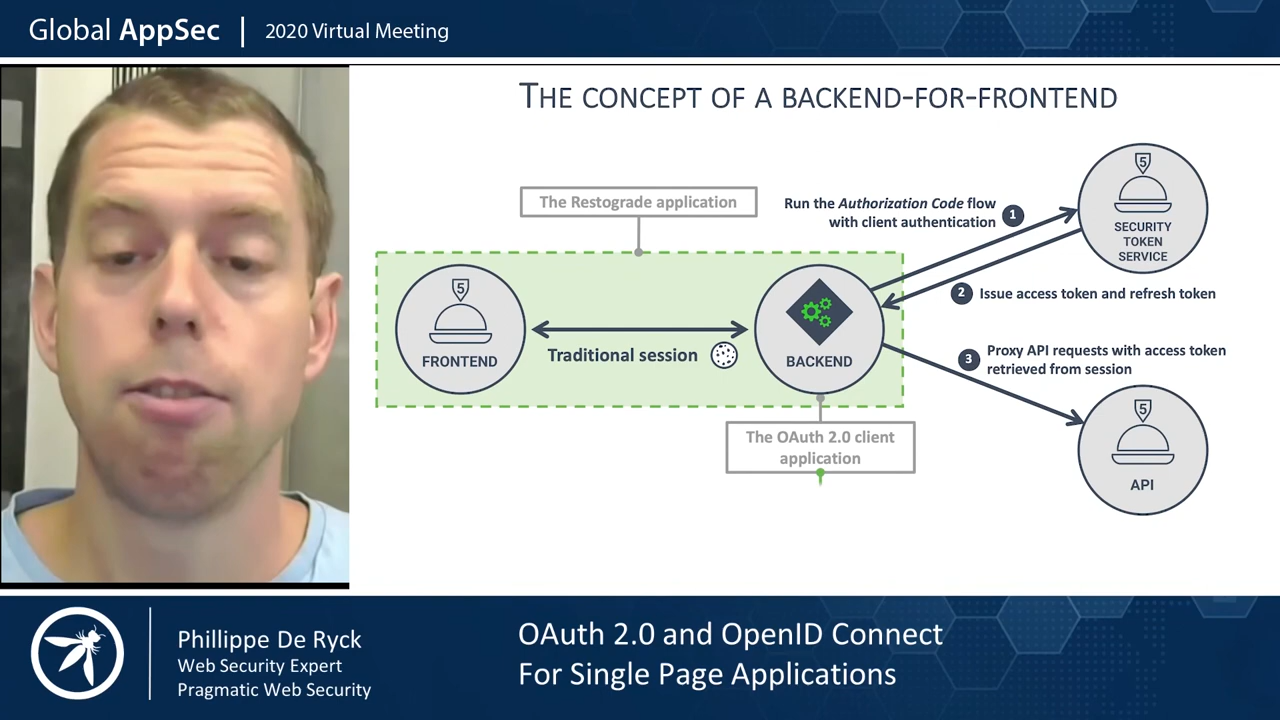 Global AppSec | 2020 Virtual Meeting
THE CONCEPT OF A BACKEND-FOR-FRONTEND
The Restograde application
Run the Authorization Code flow
with client authentication
1
5
SECURITY
TOKEN
SERVICE
2 Issue access token and refresh token
5
FRONTEND
Traditional session
BACKEND
3 Proxy API requests with access token
retrieved from session
The OAuth 2.0 client
application
5
API
Phillippe De Ryck
Web Security Expert
Pragmatic Web Security
OAuth 2.0 and OpenID Connect
For Single Page Applications